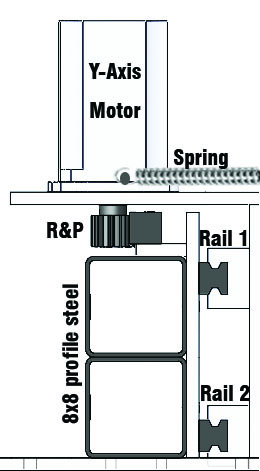 Y-Axis
Motor
Spring
R&P
Rail 1
8x8 profile steel
Rail 2